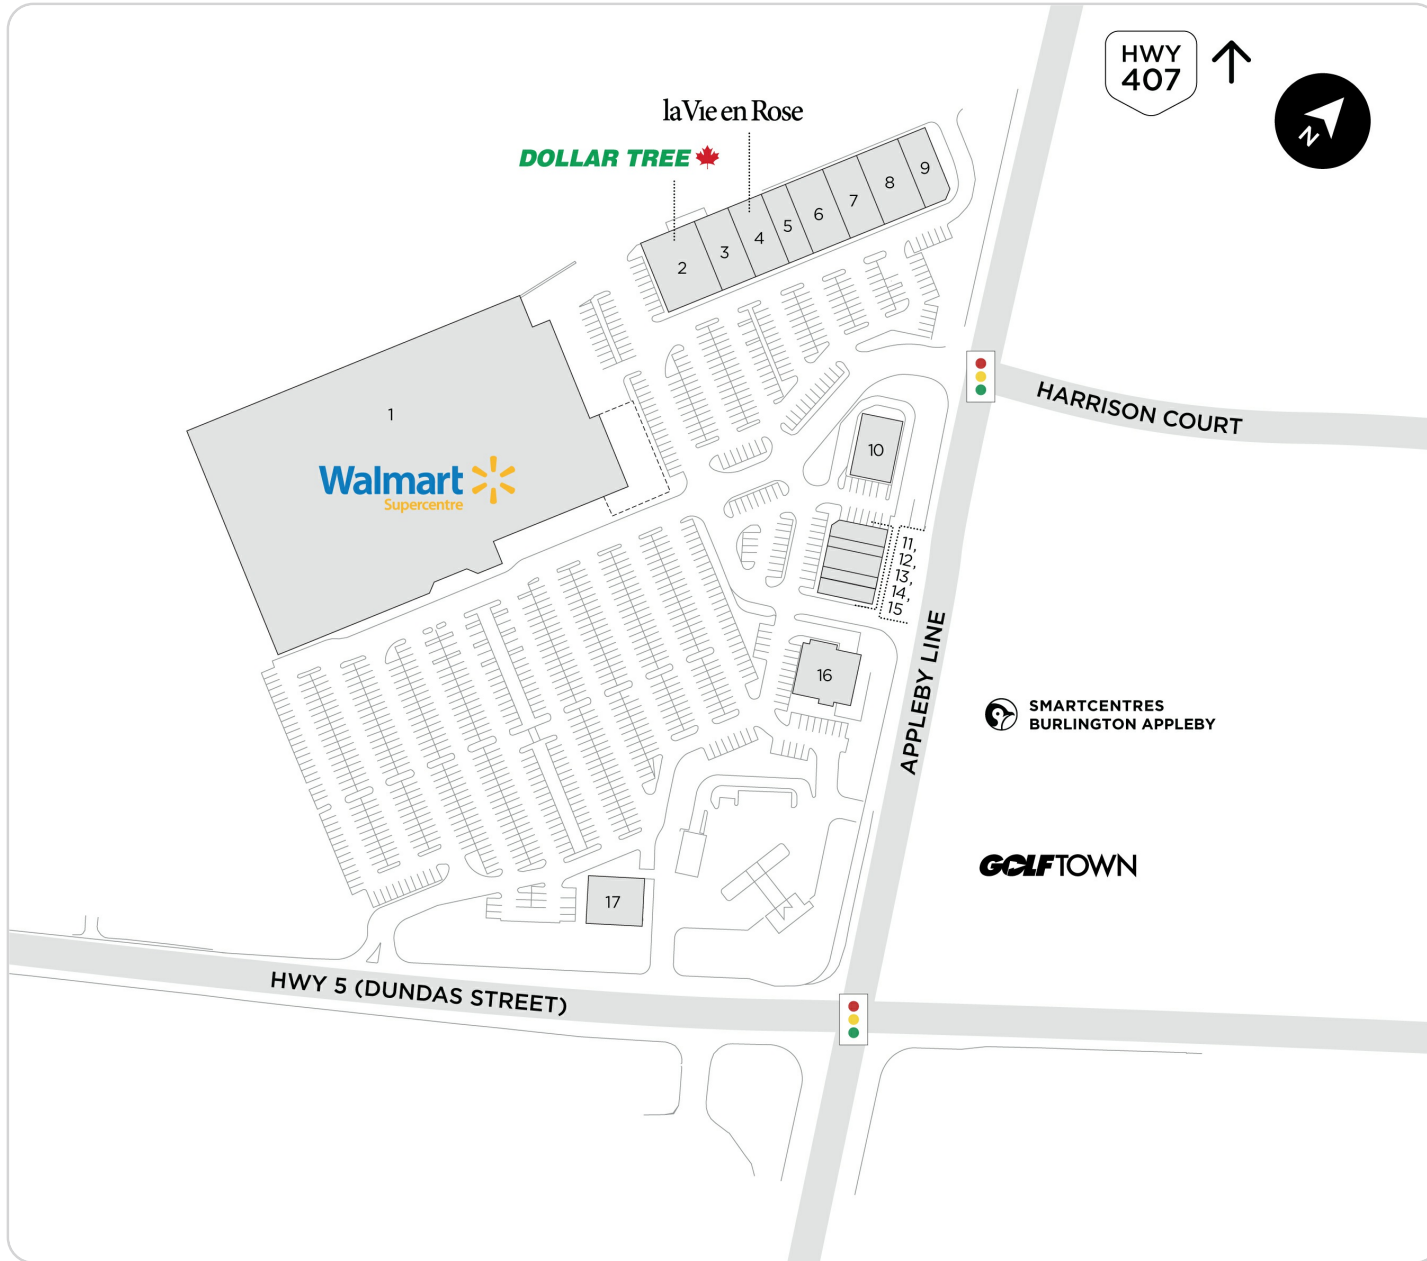 HWY
407
N
laVie en Rose
DOLLAR TREE
9
8
7
6
5
4
3
2
1
Walmart
Supercentre
HARRISON COURT
10
11,
12,
13,
14,
15
16
APPLEBY LINE
SMARTCENTRES
BURLINGTON APPLEBY
GOLFTOWN
17
HWY 5 (DUNDAS STREET)